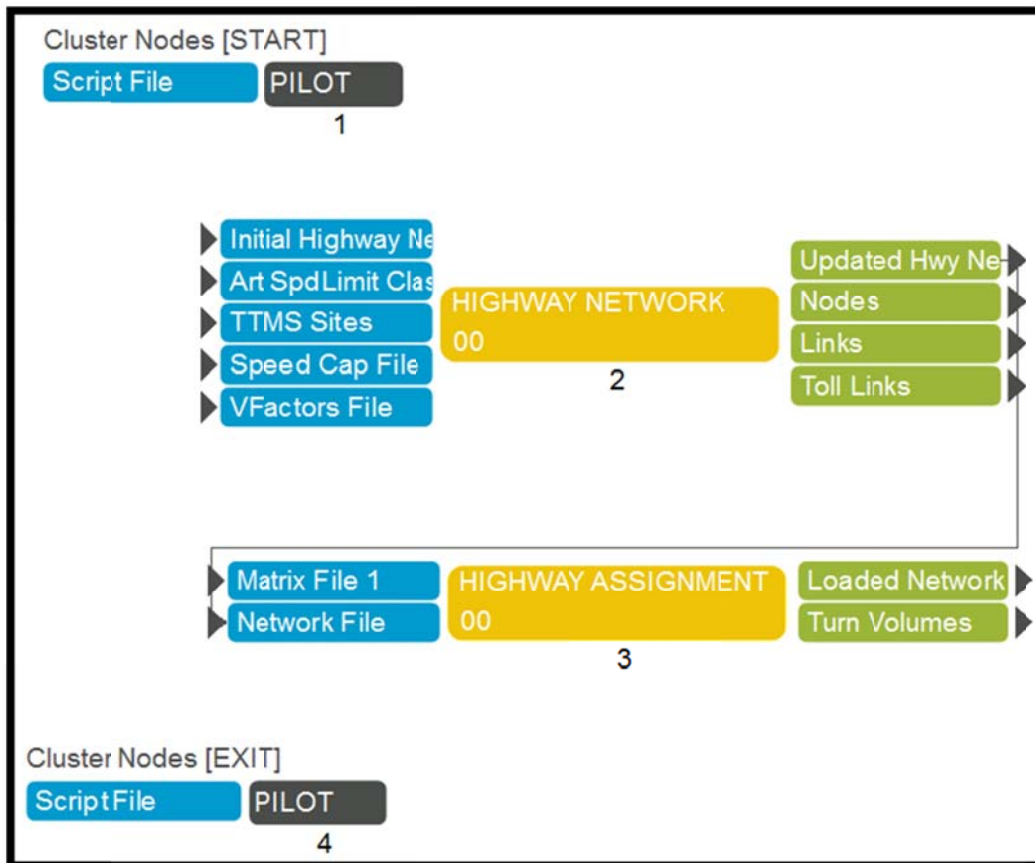 Cluster Nodes [START]
Script File
PILOT
1
Initial Highway Ne
Art SpdLimit Clas
TTMS Sites
Speed Cap File
VFactors File
HIGHWAY NETWORK
00
2
Updated Hwy Ne
Nodes
Links
Toll Links
Matrix File 1
Network File
HIGHWAY ASSIGNMENT
00
3
Loaded Network
Turn Volumes
Cluster Nodes [EXIT]
Script File
PILOT
4